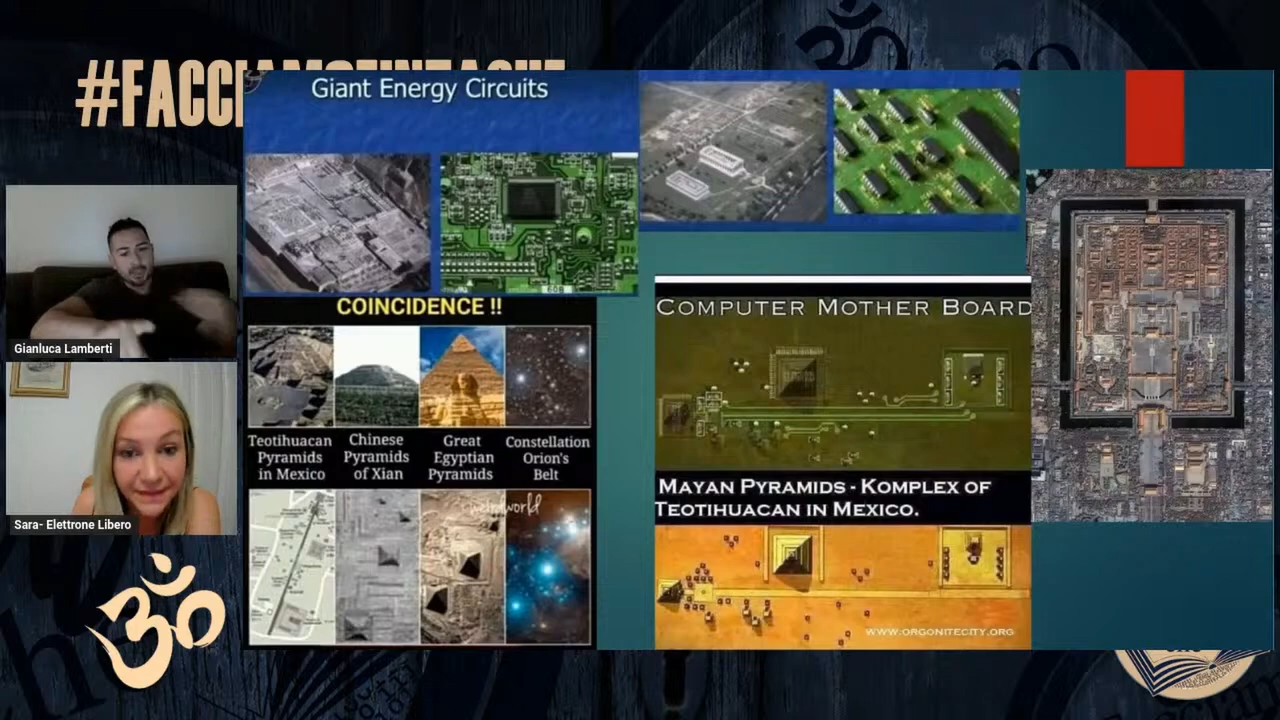 Giant Energy Circuits
COINCIDENCE !!
Teotihuacan
Pyramids
in Mexico
Chinese
Pyramids
of Xian
Great
Egyptian
Pyramids
Constellation
Orion's
Belt
COMPUTER MOTHER BOARD
MAYAN PYRAMIDS - KOMPLEX OF
TEOTIHUACAN IN MEXICO.
WWW.ORGONITECITY.ORG
Gianluca Lamberti
Sara- Elettrone Libero
ॐ